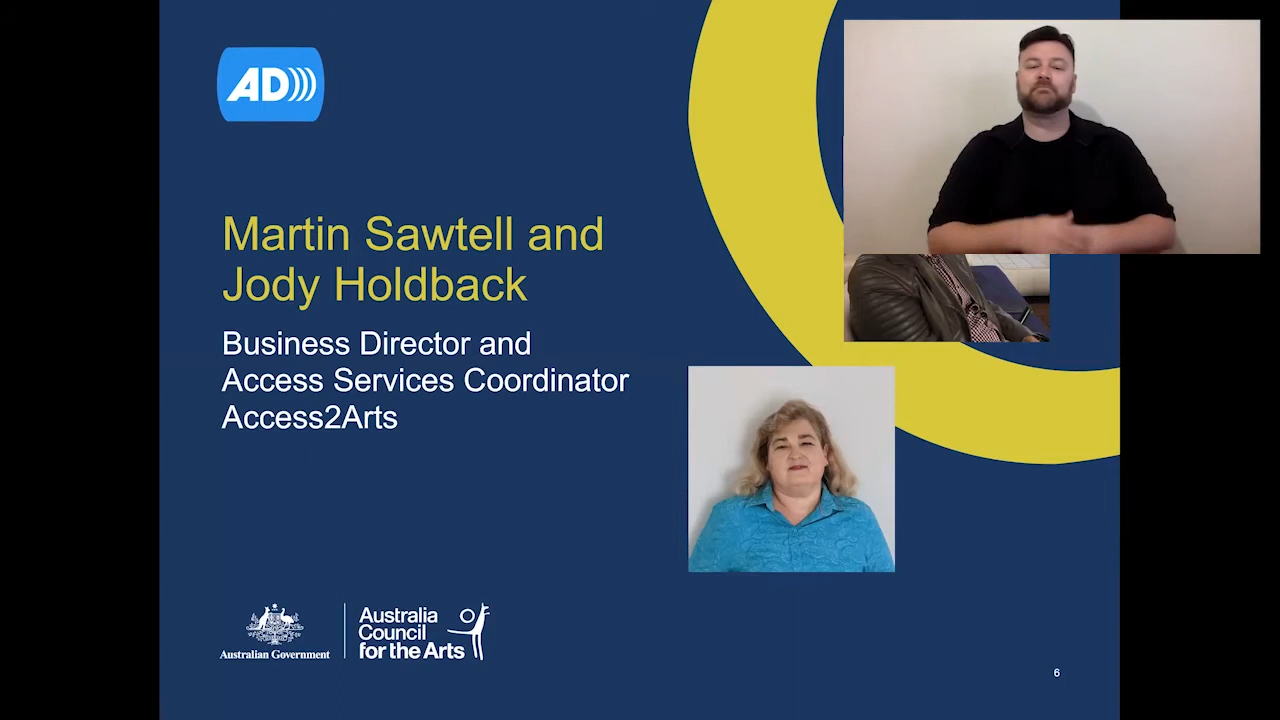 AD)))
Martin Sawtell and
Jody Holdback
Business Director and
Access Services Coordinator
Access2Arts
Australian Government
Australia
Council
for the Arts
6